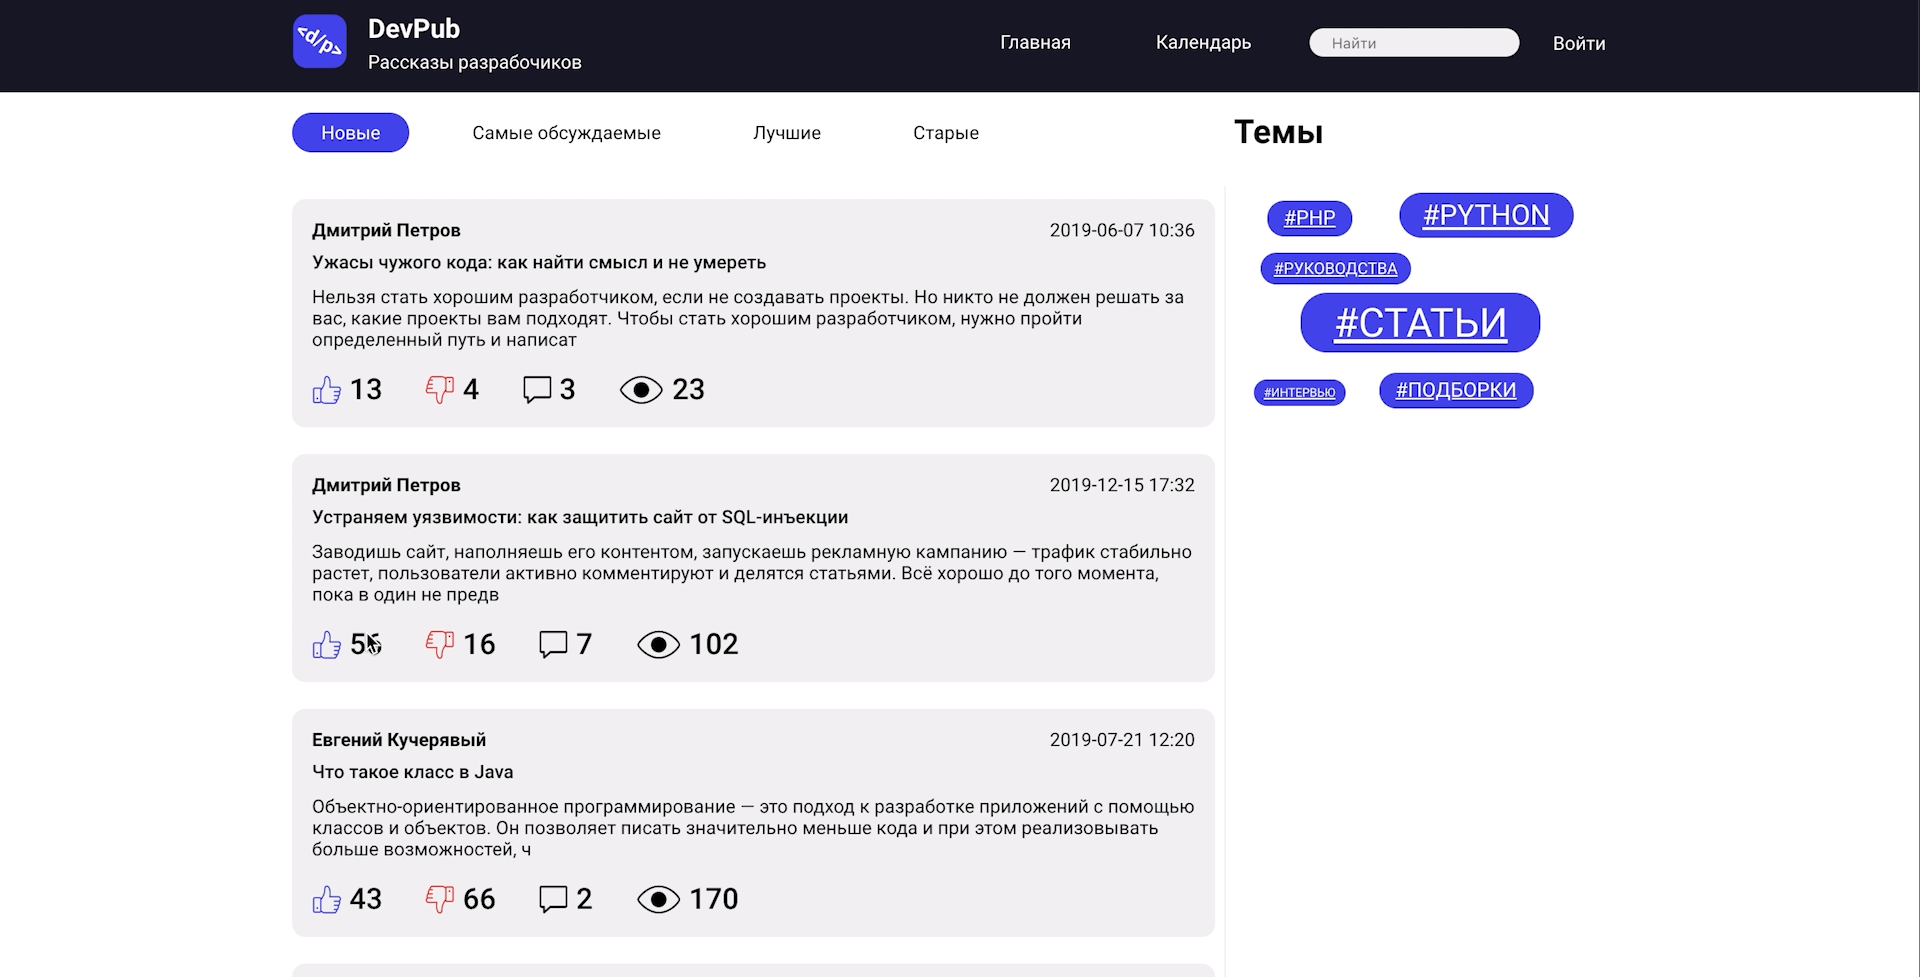 </d/p>
DevPub
Рассказы разрабочиков
Главная
Календарь
Найти
Войти
Новые
Самые обсуждаемые
Лучшие
Старые
Темы
Дмитрий Петров
2019-06-07 10:36
Ужасы чужого кода: как найти смысл и не умереть
Нельзя стать хорошим разработчиком, если не создавать проекты. Но никто не должен решать за
вас, какие проекты вам подходят. Чтобы стать хорошим разработчиком, нужно пройти
определенный путь и написат
13
4
3
23
Дмитрий Петров
2019-12-15 17:32
Устраняем уязвимости: как защитить сайт от SQL-инъекции
Заводишь сайт, наполняешь его контентом, запускаешь рекламную кампанию — трафик стабильно
растет, пользователи активно комментируют и делятся статьями. Всё хорошо до того момента,
пока в один не предв
16
7
102
Евгений Кучерявый
2019-07-21 12:20
Что такое класс в Java
Объектно-ориентированное программирование — это подход к разработке приложений с помощью
классов и объектов. Он позволяет писать значительно меньше кода и при этом реализовывать
больше возможностей, ч
43
66
2
170
#PHP
#PYTHON
#РУКОВОДСТВА
#СТАТЬИ
#ИНТЕРВЬЮ
#ПОДБОРКИ